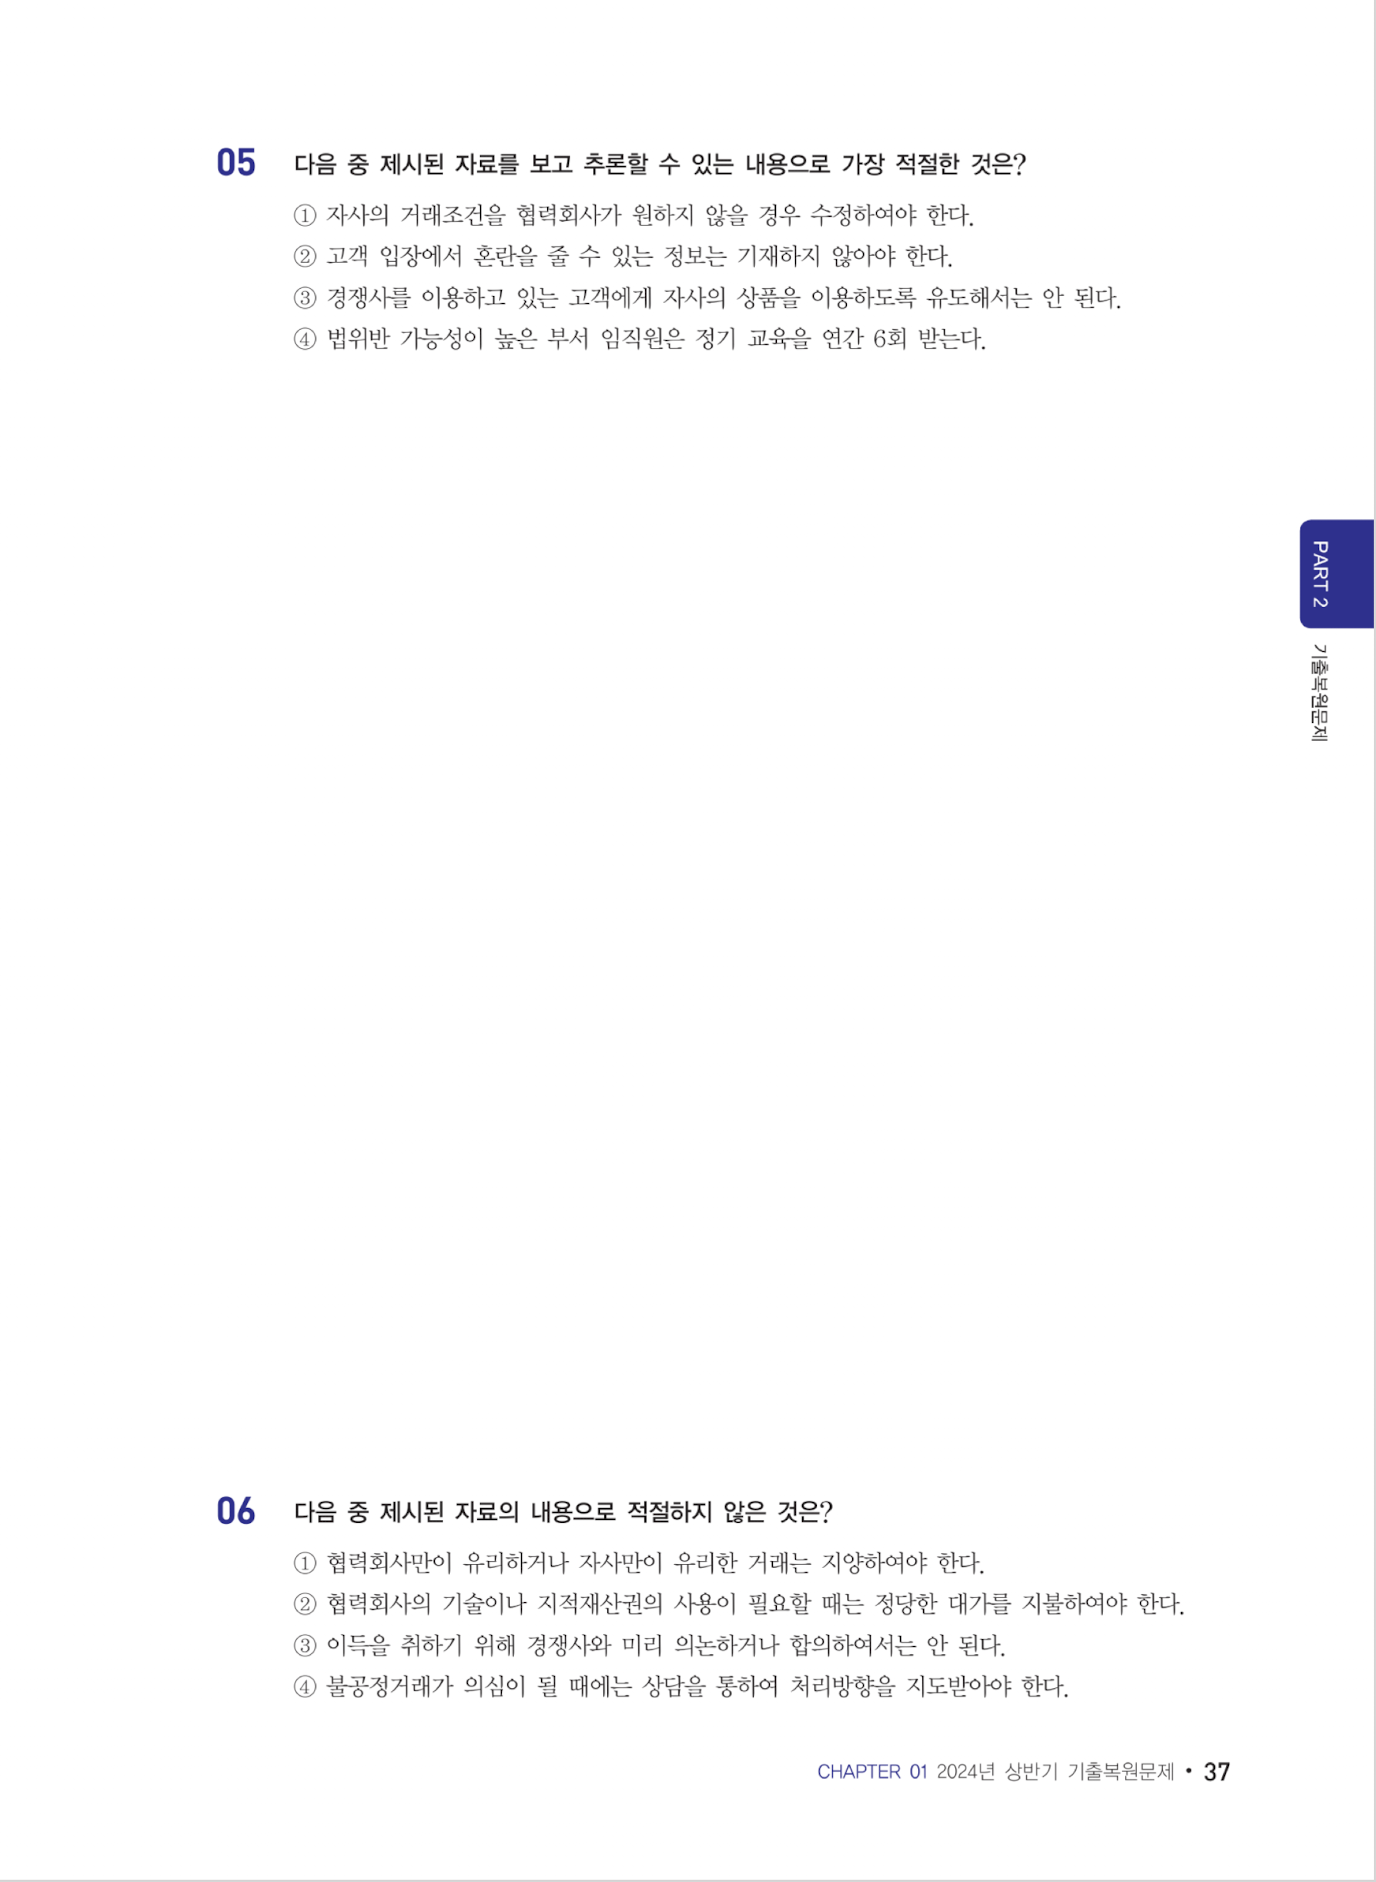 05 다음 중 제시된 자료를 보고 추론할 수 있는 내용으로 가장 적절한 것은?
① 자사의 거래조건을 협력회사가 원하지 않을 경우 수정하여야 한다.
② 고객 입장에서 혼란을 줄 수 있는 정보는 기재하지 않아야 한다.
③ 경쟁사를 이용하고 있는 고객에게 자사의 상품을 이용하도록 유도해서는 안 된다.
④ 법위반 가능성이 높은 부서 임직원은 정기 교육을 연간 6회 받는다.
PART 2
기출복원문제
06 다음 중 제시된 자료의 내용으로 적절하지 않은 것은?
① 협력회사만이 유리하거나 자사만이 유리한 거래는 지양하여야 한다.
② 협력회사의 기술이나 지적재산권의 사용이 필요할 때는 정당한 대가를 지불하여야 한다.
③ 이득을 취하기 위해 경쟁사와 미리 의논하거나 합의하여서는 안 된다.
④ 불공정거래가 의심이 될 때에는 상담을 통하여 처리방향을 지도받아야 한다.
CHAPTER 01 2024년 상반기 기출복원문제 • 37